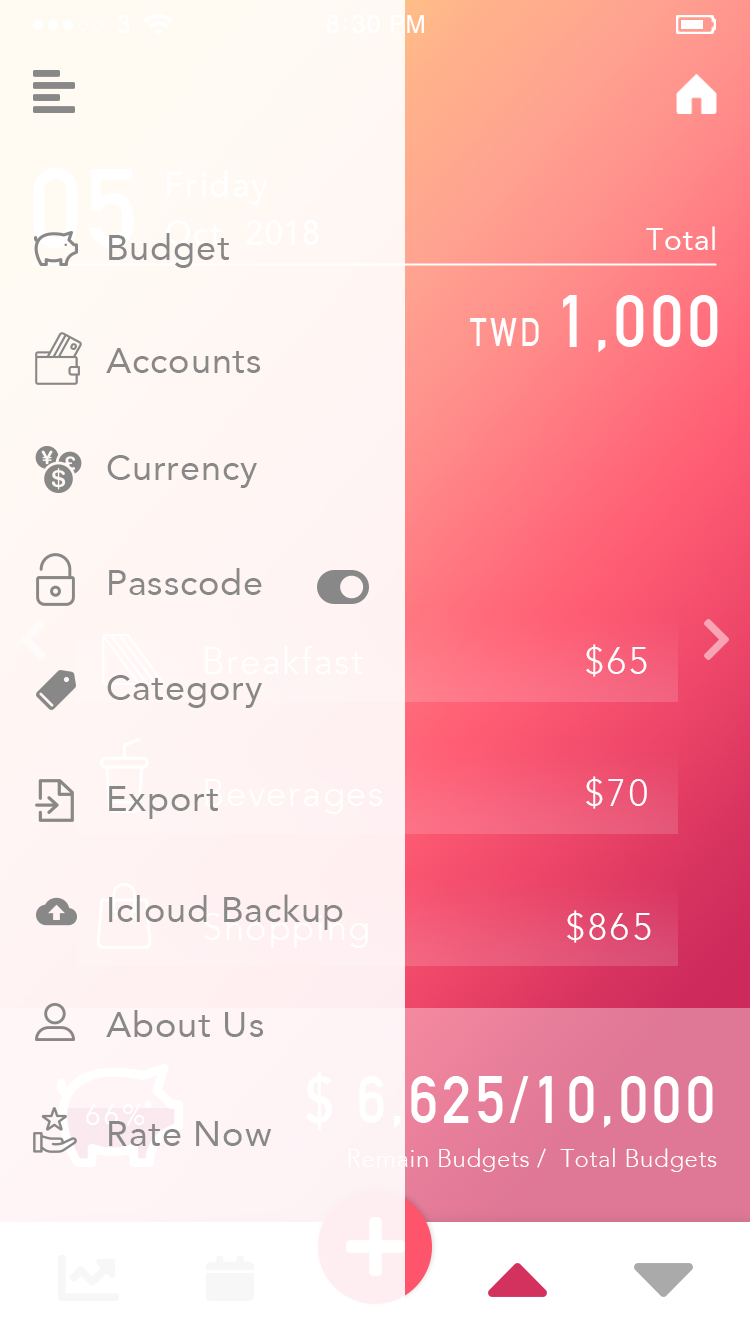 8:30 PM
05 Friday
Oct 2018
Total
TWD 1,000
Budget
Accounts
Currency
¥ £ $
Passcode
Breakfast $65
Category
Beverages $70
Export
Icloud Backup
Shopping $865
About Us
66%
$ 6,625/10,000
Rate Now
Remain Budgets / Total Budgets